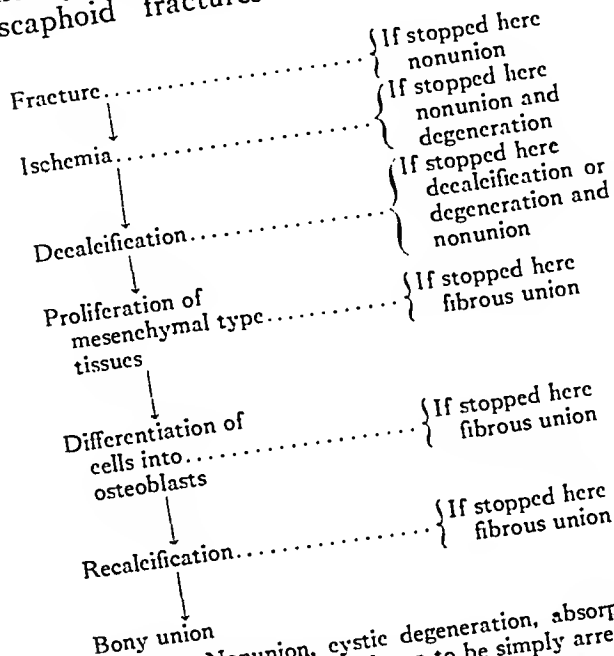 scaphoid fractures
Fracture..................... {If stopped here
nonunion
Ischemia..................... {If stopped here
nonunion and
degeneration
Decalcification.................. {If stopped here
decalcification or
degeneration and
nonunion
Proliferation of
mesenchymal type............ {If stopped here
fibrous union
tissues
Differentiation of
cells into.................... {If stopped here
fibrous union
osteoblasts
Recalcification................. {If stopped here
fibrous union
Bony union
Nonunion, cystic degeneration,
to be simply